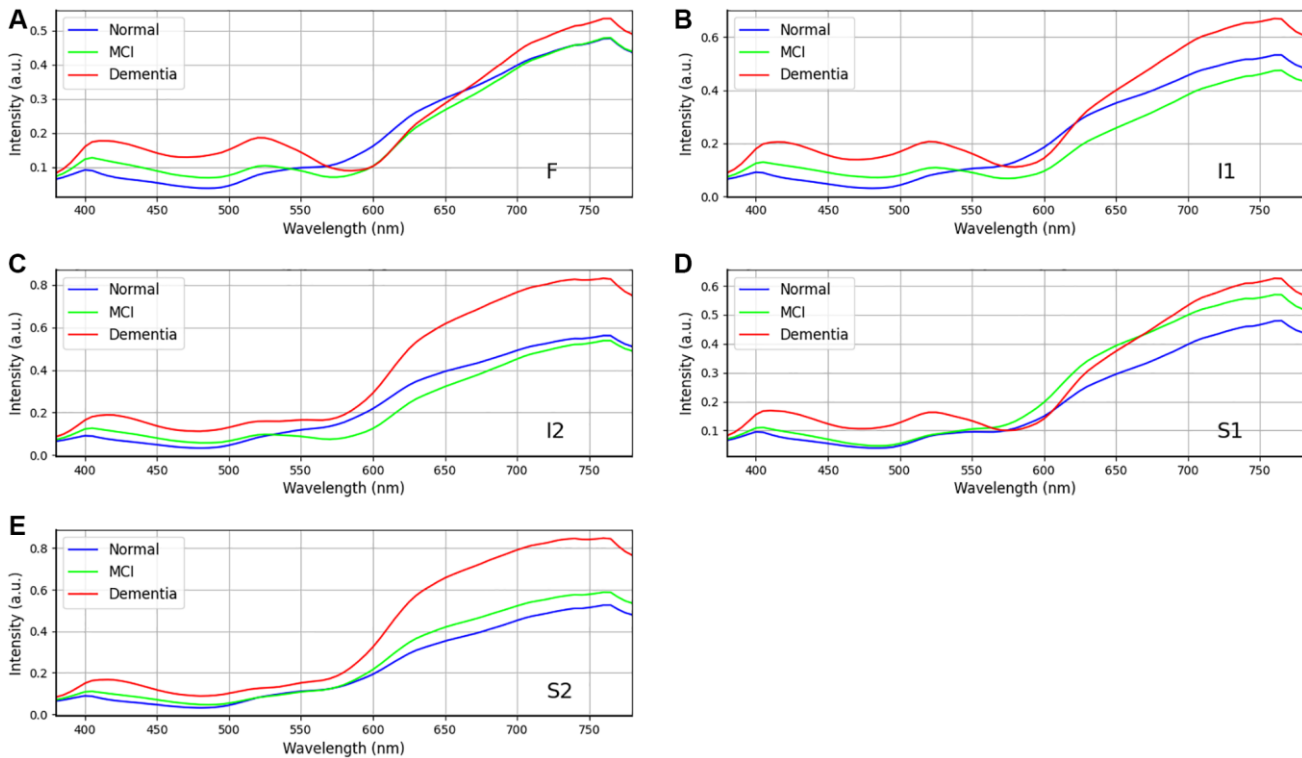 A
Normal
MCI
Dementia
0.5
0.4
0.3
0.2
0.1
Intensity (a.u.)
F
400 450 500 550 600 650 700 750
Wavelength (nm)
B
Normal
MCI
Dementia
0.6
0.4
0.2
0.0
Intensity (a.u.)
I1
400 450 500 550 600 650 700 750
Wavelength (nm)
C
Normal
MCI
Dementia
0.8
0.6
0.4
0.2
0.0
Intensity (a.u.)
I2
400 450 500 550 600 650 700 750
Wavelength (nm)
D
Normal
MCI
Dementia
0.6
0.5
0.4
0.3
0.2
0.1
Intensity (a.u.)
S1
400 450 500 550 600 650 700 750
Wavelength (nm)
E
Normal
MCI
Dementia
0.8
0.6
0.4
0.2
0.0
Intensity (a.u.)
S2
400 450 500 550 600 650 700 750
Wavelength (nm)